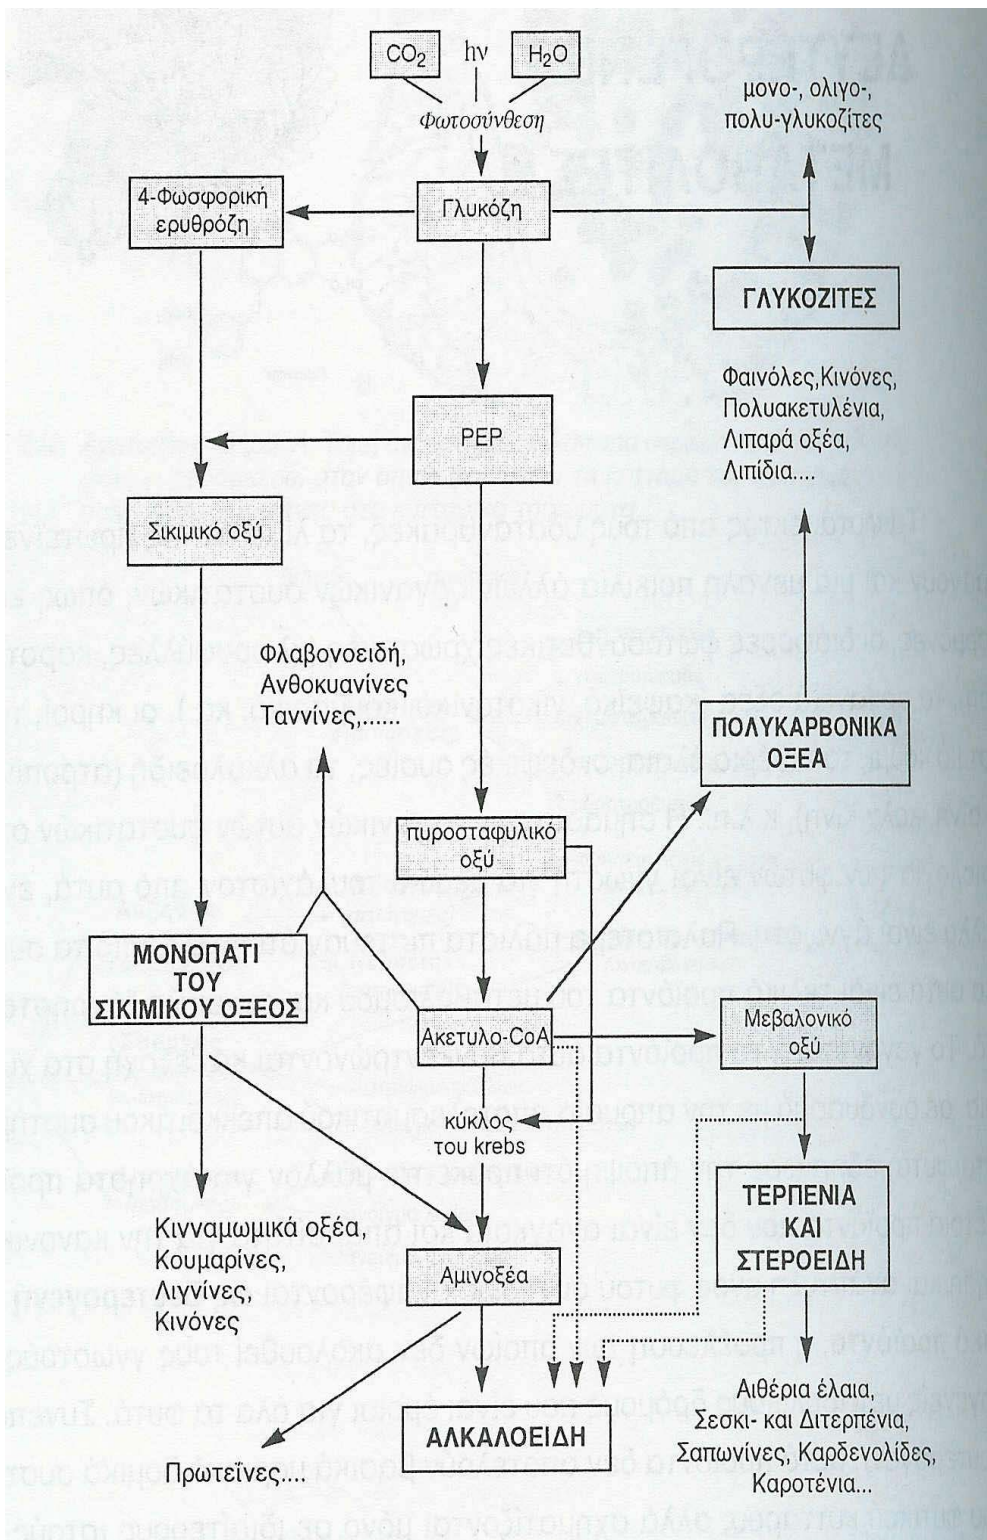 CO₂ hν H₂O
Φωτοσύνθεση
μονο-, ολιγο-,
πολυ-γλυκοζίτες
4-Φωσφορική
ερυθρόζη
Γλυκόζη
ΓΛΥΚΟΖΙΤΕΣ
Φαινόλες,Κινόνες,
Πολυακετυλένια,
Λιπαρά οξέα,
Λιπίδια....
PEP
Σικιμικό οξύ
Φλαβονοειδή,
Ανθοκυανίνες
Ταννίνες,......
ΠΟΛΥΚΑΡΒΟΝΙΚΑ
ΟΞΕΑ
πυροσταφυλικό
οξύ
ΜΟΝΟΠΑΤΙ
ΤΟΥ
ΣΙΚΙΜΙΚΟΥ ΟΞΕΟΣ
Ακετυλο-CoA
Μεβαλονικό
οξύ
κύκλος
του krebs
ΤΕΡΠΕΝΙΑ
ΚΑΙ
ΣΤΕΡΟΕΙΔΗ
Κινναμωμικά οξέα,
Κουμαρίνες,
Λιγνίνες,
Κινόνες
Αμινοξέα
Αιθέρια έλαια,
Σεσκι- και Διτερπένια,
Σαπωνίνες, Καρδενολίδες,
Καροτένια...
ΑΛΚΑΛΟΕΙΔΗ
Πρωτεΐνες....